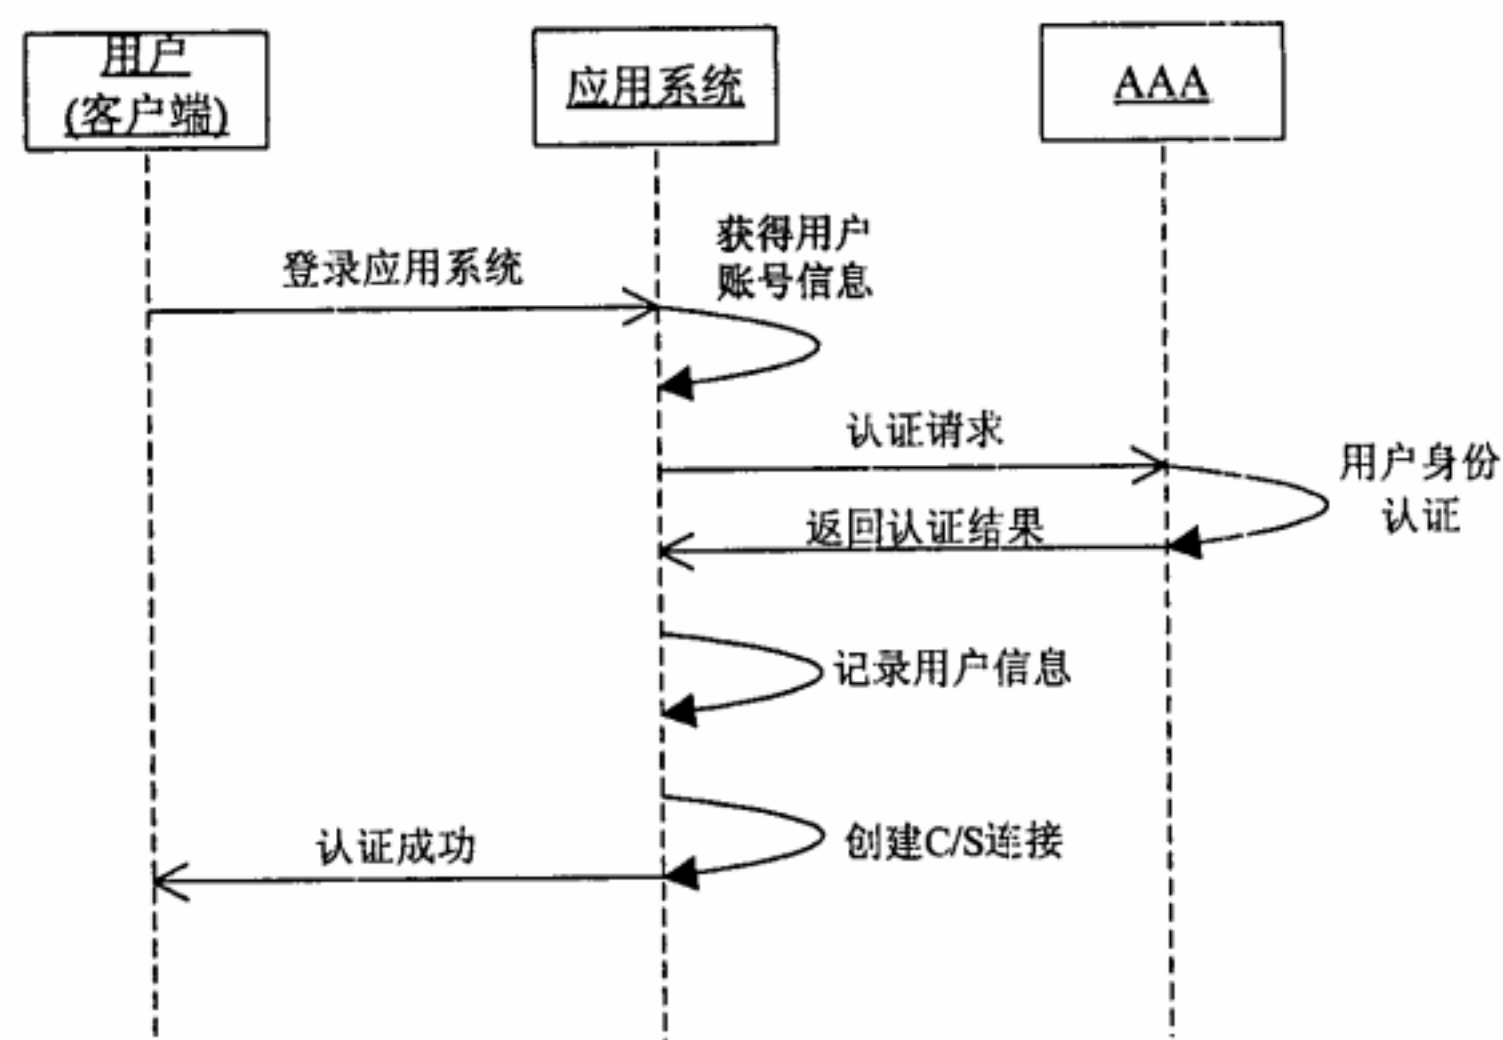 用户
(客户端)
应用系统
AAA
获得用户
账号信息
登录应用系统
认证请求
用户身份
认证
返回认证结果
记录用户信息
创建C/S连接
认证成功